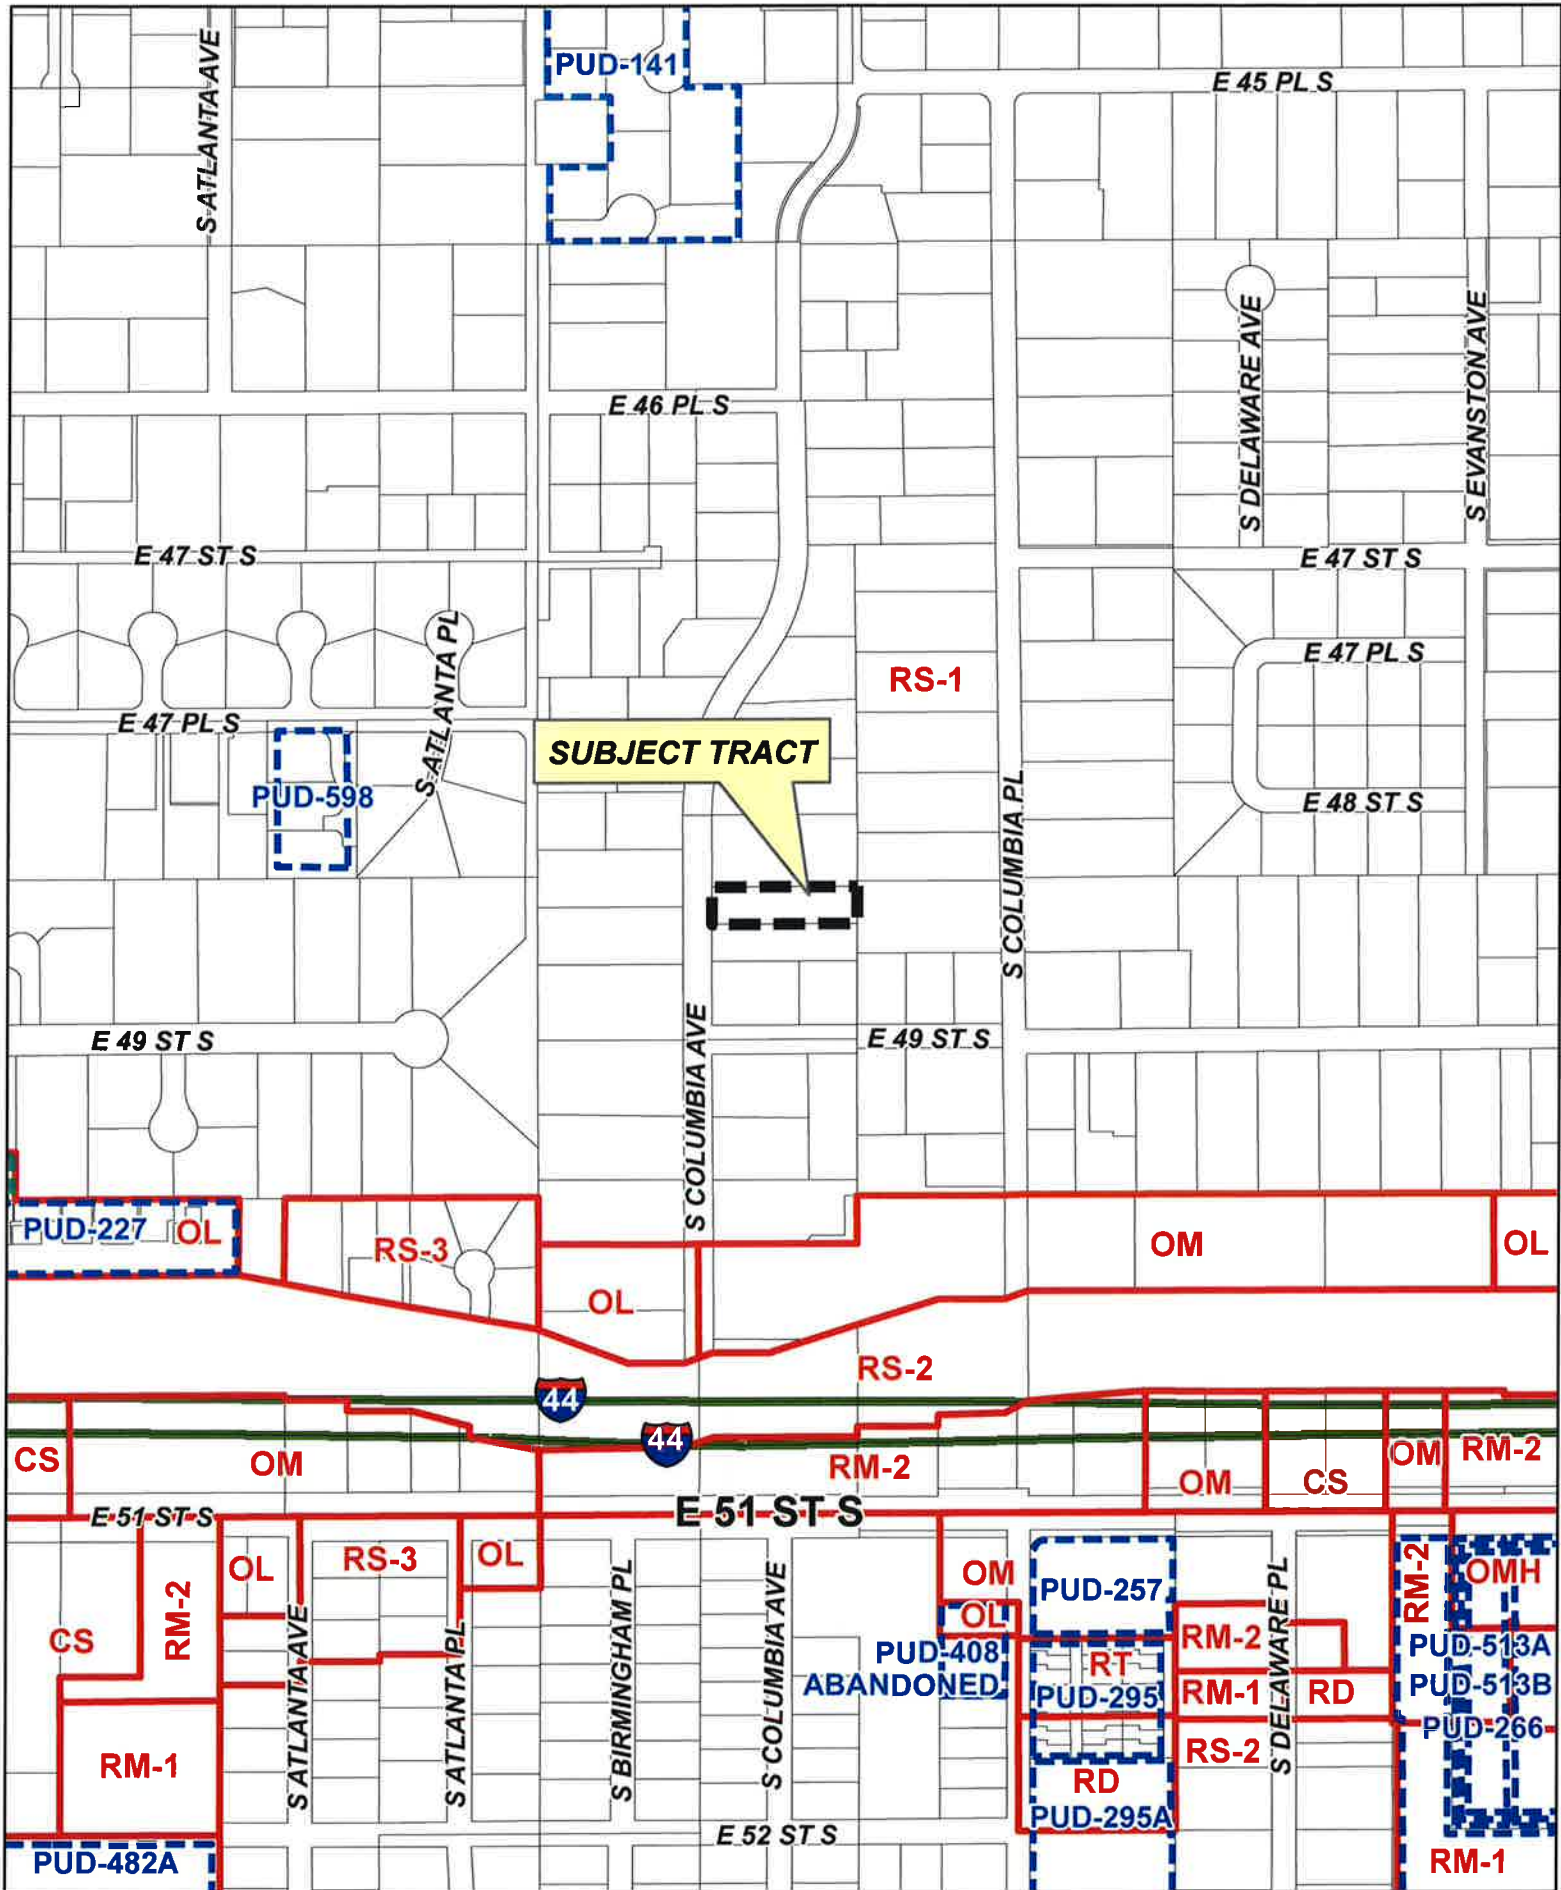 PUD-141
E 45 PL S
S ATLANTA AVE
S DELAWARE AVE
S EVANSTON AVE
E 46 PL S
E 47 ST S
E 47 ST S
S ATLANTA PL
E 47 PL S
RS-1
E 47 PL S
SUBJECT TRACT
PUD-598
E 48 ST S
S COLUMBIA PL
S COLUMBIA AVE
E 49 ST S
E 49 ST S
PUD-227
OL
RS-3
OL
OM
OL
RS-2
44
44
CS
OM
RM-2
OM
CS
OM
RM-2
E 51 ST S
E 51 ST S
CS
RM-2
OL
RS-3
OL
OM
OL
PUD-257
RM-2
OMH
S ATLANTA AVE
S ATLANTA PL
S BIRMINGHAM PL
S COLUMBIA AVE
PUD-408
ABANDONED
RT
PUD-295
RM-2
RM-1
RD
S DELAWARE PL
PUD-513A
PUD-513B
PUD-266
RM-1
RS-2
RD
PUD-295A
E 52 ST S
PUD-482A
RM-1